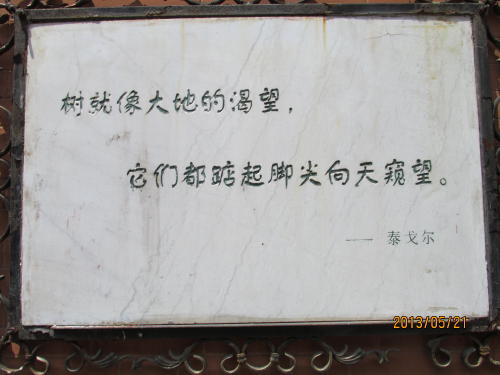 树就像大地的渴望，
它们都踮起脚尖向天窥望。
—— 泰戈尔
2013/05/21